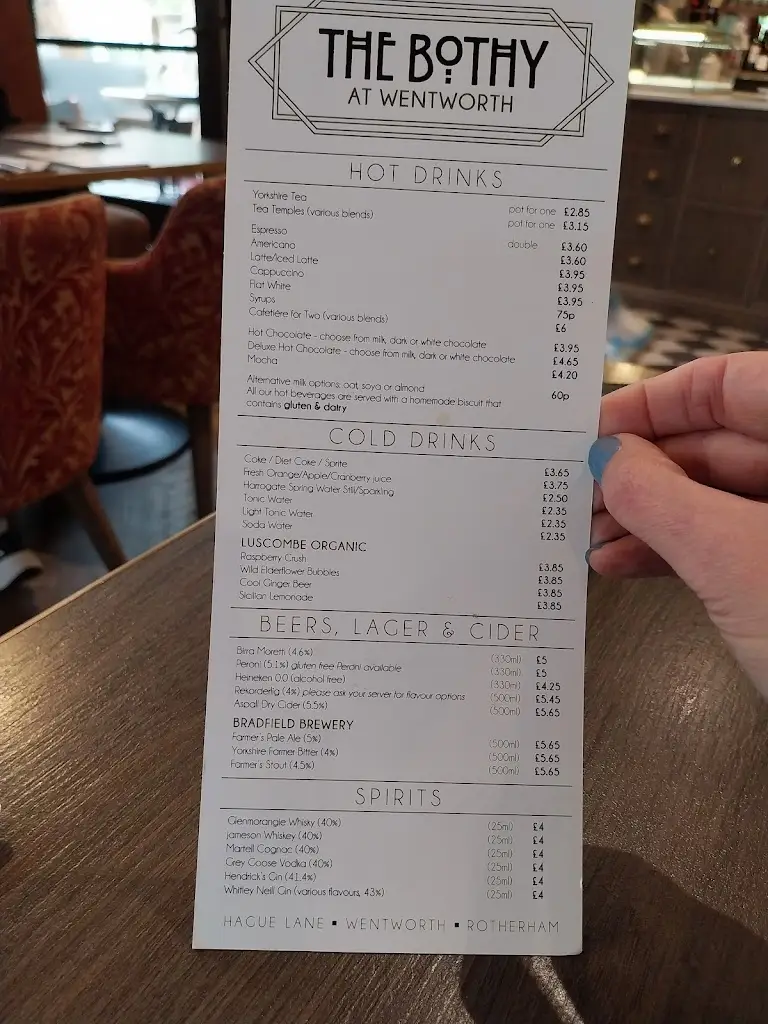 THE BOTHY
AT WENTWORTH
HOT DRINKS
Yorkshire Tea pot for one £2.85
Tea Temples (various blends) pot for one £3.15
Espresso double £3.60
Americano £3.60
Latte/Iced Latte £3.95
Cappuccino £3.95
Flat White £3.95
Syrups 75p
Cafetiére for Two (various blends) £6
Hot Chocolate - choose from milk, dark or white chocolate £3.95
Deluxe Hot Chocolate - choose from milk, dark or white chocolate £4.65
Mocha £4.20
Alternative milk options: oat, soya or almond 60p
All our hot beverages are served with a homemade biscuit that
contains gluten & dairy
COLD DRINKS
Coke / Diet Coke / Sprite £3.65
Fresh Orange/Apple/Cranberry juice £3.75
Harrogate Spring Water Still/Sparking £2.50
Tonic Water £2.35
Light Tonic Water £2.35
Soda Water £2.35
LUSCOMBE ORGANIC
Raspberry Crush £3.85
Wild Elderflower Bubbles £3.85
Cool Ginger Beer £3.85
Sicilian Lemonade £3.85
BEERS, LAGER & CIDER
Birra Moretti (4.6%) (330ml) £5
Peroni (5.1%) gluten free Peroni available (330ml) £5
Heineken 0.0 (alcohol free) (330ml) £4.25
Rekorderlig (4%) please ask your server for flavour options (500ml) £5.45
Aspall Dry Cider (5.5%) (500ml) £5.65
BRADFIELD BREWERY
Farmer's Pale Ale (5%) (500ml) £5.65
Yorkshire Farmer Bitter (4%) (500ml) £5.65
Farmer's Stout (4.5%) (500ml) £5.65
SPIRITS
Glenmorangie Whisky (40%) (25ml) £4
Jameson Whiskey (40%) (25ml) £4
Martell Cognac (40%) (25ml) £4
Grey Goose Vodka (40%) (25ml) £4
Hendrick's Gin (41.4%) (25ml) £4
Whitley Neill Gin (various flavours, 43%) (25ml) £4
HAGUE LANE ▪ WENTWORTH ▪ ROTHERHAM